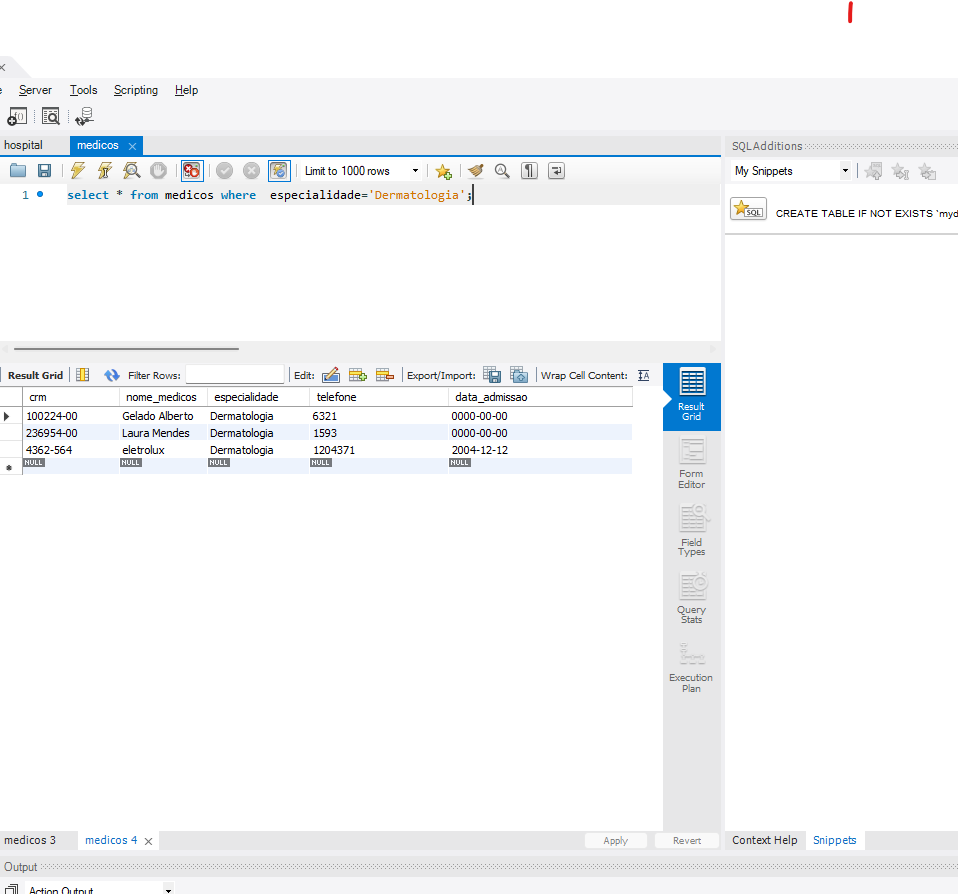 Server Tools Scripting Help
hospital medicos
Limit to 1000 rows
1 select * from medicos where especialidade='Dermatologia';
Result Grid Filter Rows: Edit: Export/Import: Wrap Cell Content:
crm nome_medicos especialidade telefone data_admissao
100224-00 Gelado Alberto Dermatologia 6321 0000-00-00
236954-00 Laura Mendes Dermatologia 1593 0000-00-00
4362-564 eletrolux Dermatologia 1204371 2004-12-12
NULL NULL NULL NULL NULL
Result
Grid
Form
Editor
Field
Types
Query
Stats
Execution
Plan
medicos 3 medicos 4 Apply Revert
Output
Action Output
SQLAdditions
My Snippets
SQL CREATE TABLE IF NOT EXISTS `myd
Context Help Snippets